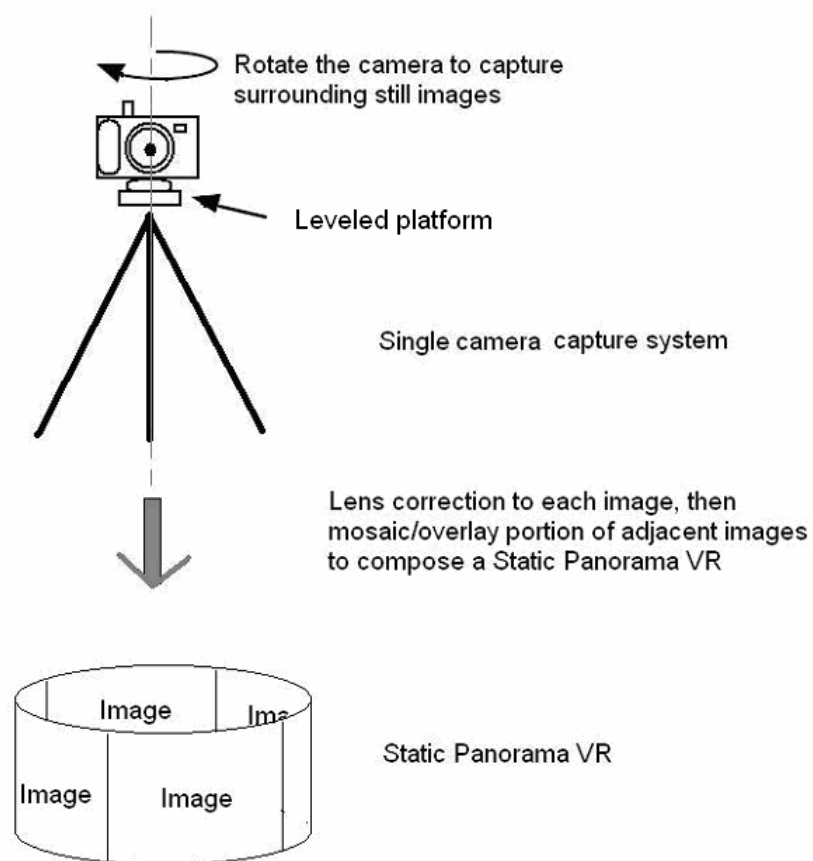 Rotate the camera to capture
surrounding still images
Leveled platform
Single camera capture system
Lens correction to each image, then
mosaic/overlay portion of adjacent images
to compose a Static Panorama VR
Image
Ima
Static Panorama VR
Image
Image